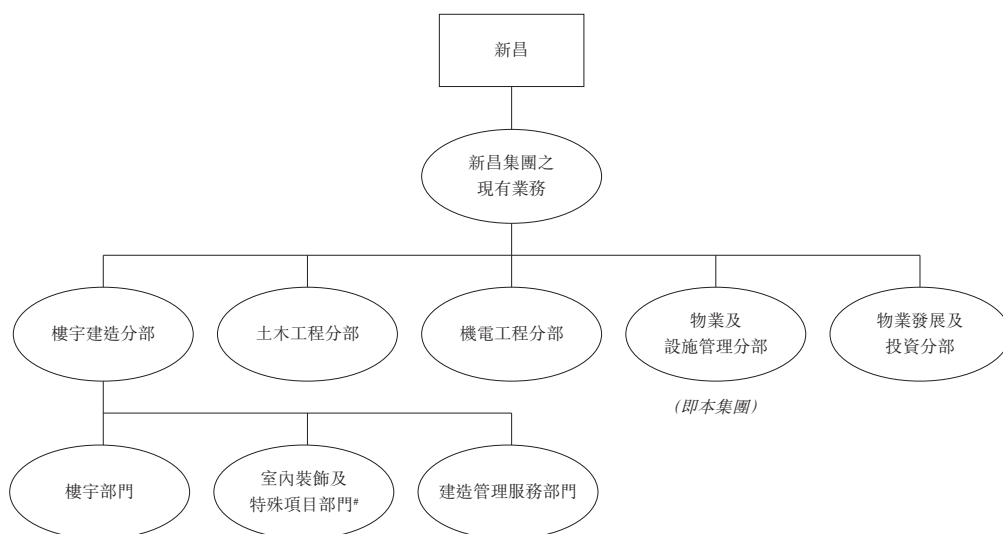 新昌
新昌集團之
現有業務
樓宇建造分部
土木工程分部
機電工程分部
物業及
設施管理分部
物業發展及
投資分部
(即本集團)
樓宇部門
室內裝飾及
特殊項目部門#
建造管理服務部門